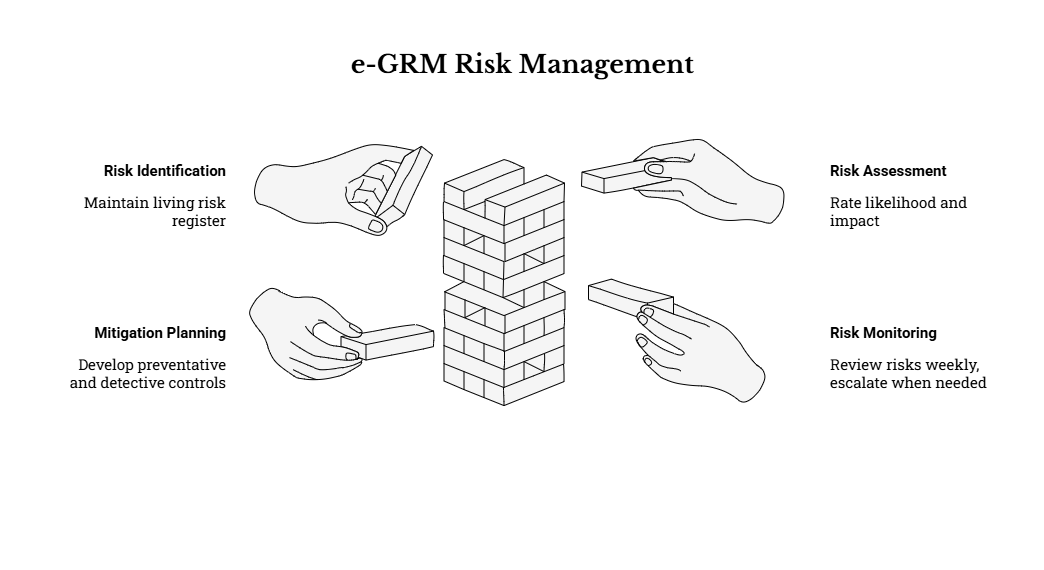 e-GRM Risk Management
Risk Identification
Maintain living risk
register
Risk Assessment
Rate likelihood and
impact
Mitigation Planning
Develop preventative
and detective controls
Risk Monitoring
Review risks weekly,
escalate when needed